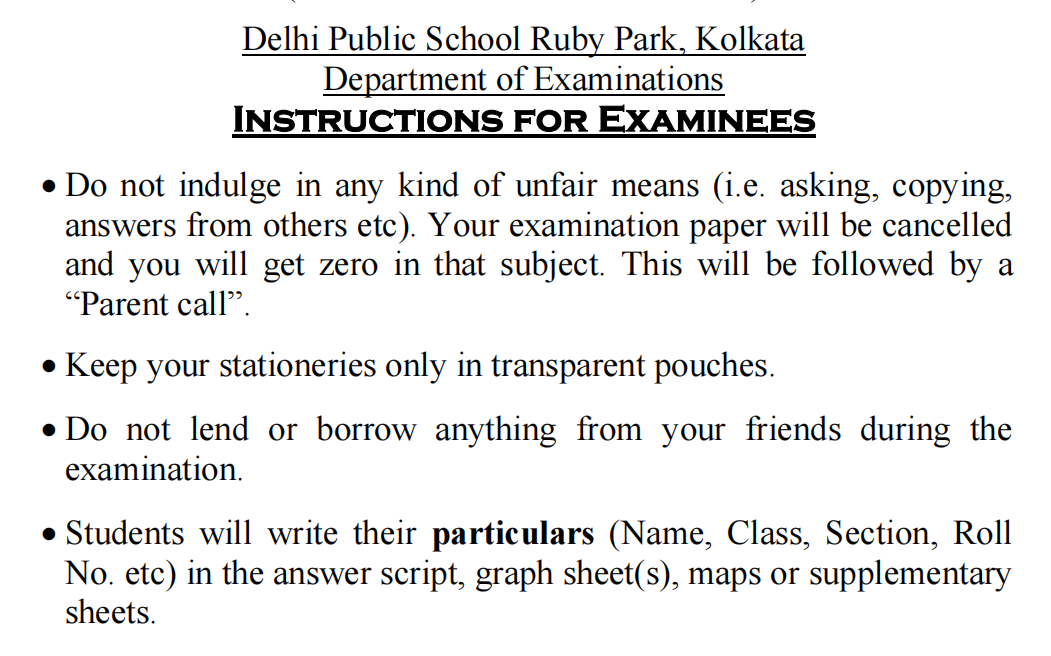 Delhi Public School Ruby Park, Kolkata
Department of Examinations
INSTRUCTIONS FOR EXAMINEES
• Do not indulge in any kind of unfair means (i.e. asking, copying,
answers from others etc). Your examination paper will be cancelled
and you will get zero in that subject. This will be followed by a
“Parent call”.
• Keep your stationeries only in transparent pouches.
• Do not lend or borrow anything from your friends during the
examination.
• Students will write their particulars (Name, Class, Section, Roll
No. etc) in the answer script, graph sheet(s), maps or supplementary
sheets.